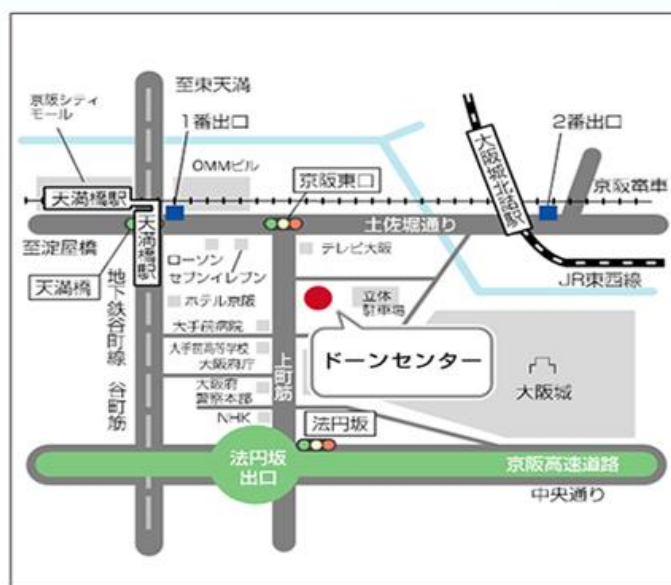 至東天満
京阪シティ
モール
1番出口
2番出口
OMMビル
京阪東口
大阪城北詰駅
京阪電車
天満橋駅
天満橋駅
土佐堀通り
至淀屋橋
ローソン
セブンイレブン
テレビ大阪
天満橋
JR東西線
地下鉄谷町線
谷町筋
ホテル京阪
立体
駐車場
大手前病院
ドーンセンター
大手前高等学校
大阪府庁
上町筋
大阪府
警察本部
大阪城
NHK
法円坂
法円坂
出口
京阪高速道路
中央通り